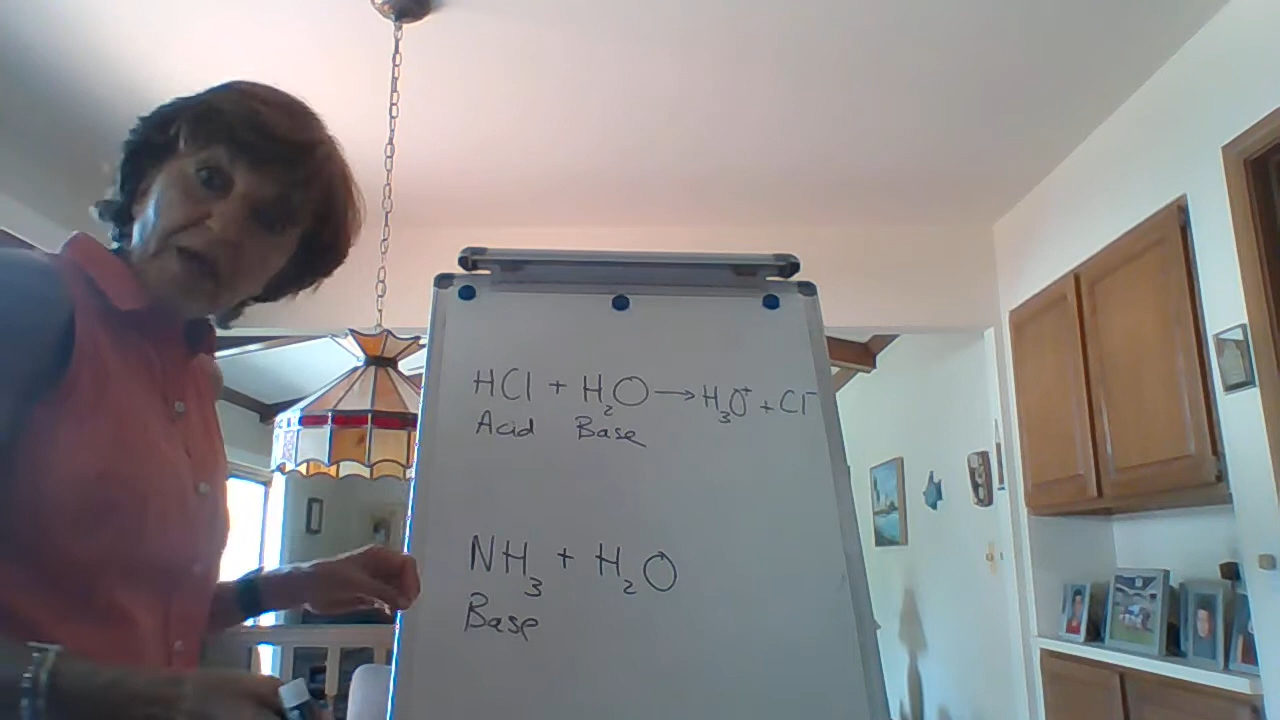 HCl + H₂O → H₃O⁺ + Cl⁻
Acid Base
NH₃ + H₂O
Base